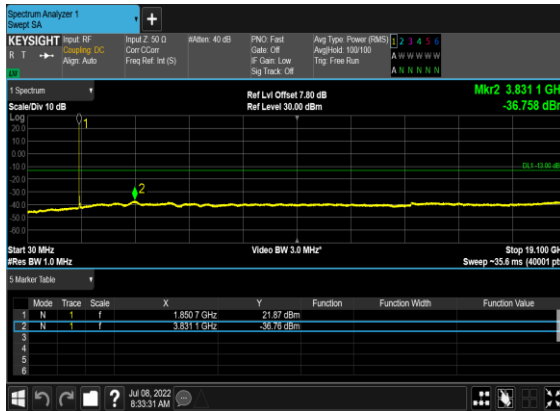 Spectrum Analyzer 1
Swept SA
+
KEYSIGHT Input: RF Input Z: 50 Ω #Atten: 40 dB PNO: Fast Avg Type: Power (RMS) 1 2 3 4 5 6
R T Coupling: DC Corr CCorr Gate: Off Avg|Hold: 100/100 A W W W W W
Align: Auto Freq Ref: Int (S) IF Gain: Low Trig: Free Run
Sig Track: Off A N N N N N
1 Spectrum
Scale/Div 10 dB
Ref Lvl Offset 7.80 dB
Ref Level 30.00 dBm
Mkr2 3.831 1 GHz
-36.758 dBm
Log
20.0
10.0
0.00
-10.0
-20.0
-30.0
-40.0
-50.0
-60.0
1
2
DL1 -13.00 dB
Start 30 MHz Video BW 3.0 MHz* Stop 19.100 GH
#Res BW 1.0 MHz Sweep ~35.6 ms (40001 pt
5 Marker Table
Mode Trace Scale X Y Function Function Width Function Value
1 N 1 f 1.850 7 GHz 21.87 dBm
2 N 1 f 3.831 1 GHz -36.76 dBm
3
4
5
6
?
Jul 08, 2022
8:33:31 AM